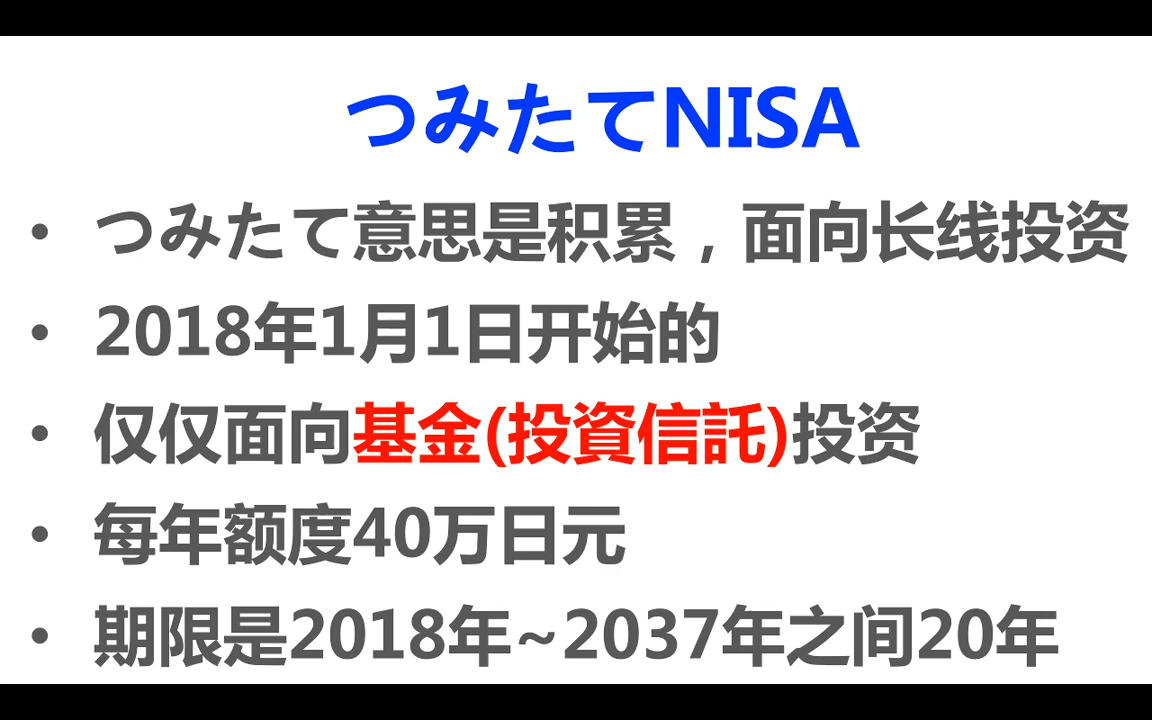 つみたてNISA
• つみたて意思是积累，面向长线投资
• 2018年1月1日开始的
• 仅仅面向基金(投資信託)投资
• 每年额度40万日元
• 期限是2018年~2037年之间20年